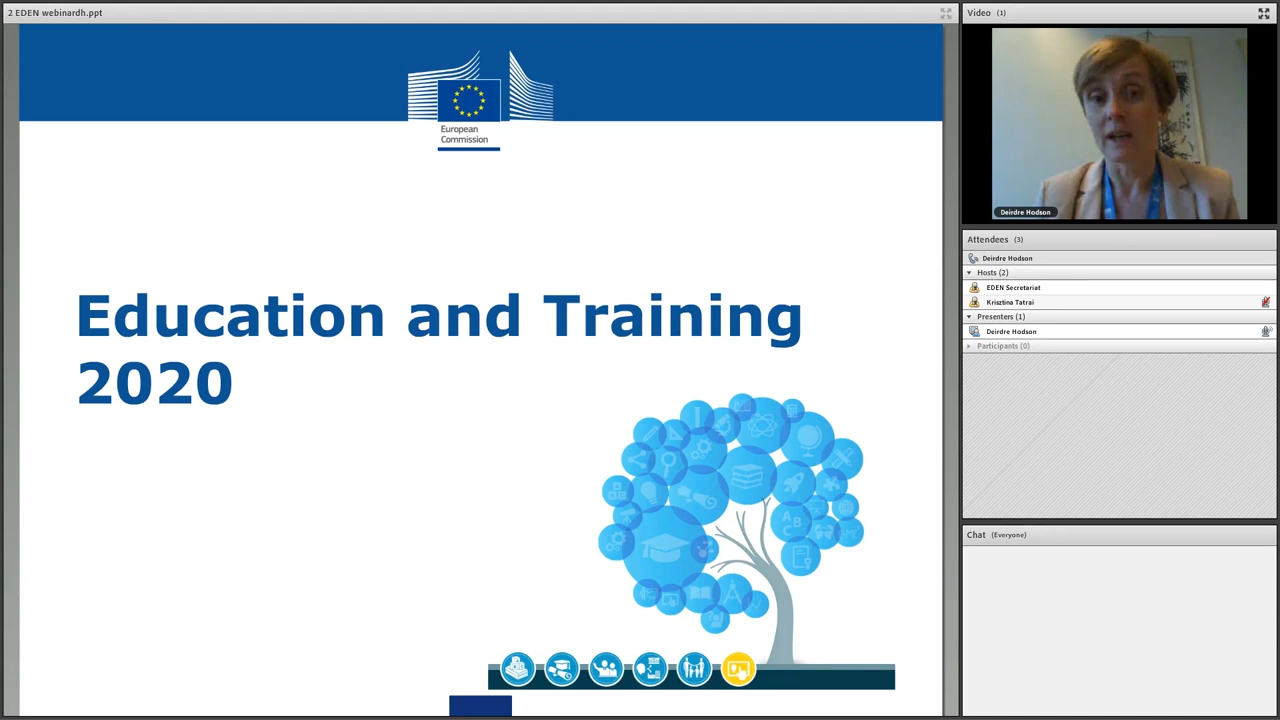 2 EDEN webinardh.ppt
European
Commission
Education and Training
2020
A B
C
Video (1)
Deirdre Hodson
Attendees (3)
Deirdre Hodson
Hosts (2)
EDEN Secretariat
Krisztina Tatrai
Presenters (1)
Deirdre Hodson
Participants (0)
Chat (Everyone)